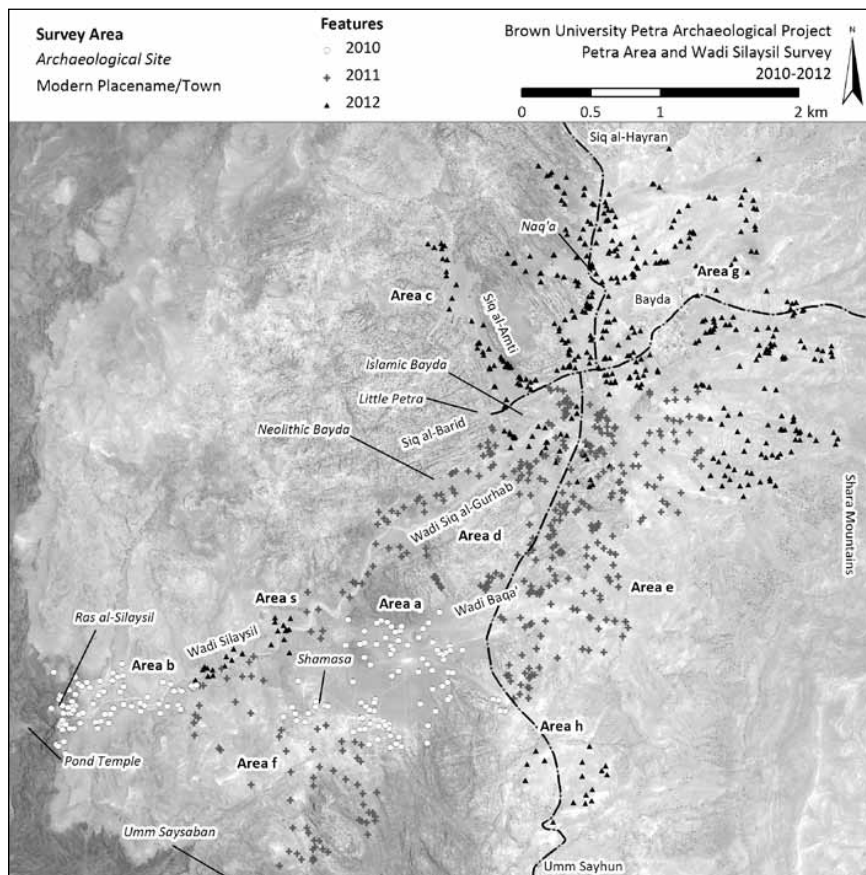 Survey Area
Archaeological Site
Modern Placename/Town
Features
2010
2011
2012
Brown University Petra Archaeological Project
Petra Area and Wadi Silaysil Survey
2010-2012
N
0 0.5 1 2 km
Siq al-Hayran
Naq'a
Area g
Area c
Bayda
Siq al-Amti
Islamic Bayda
Little Petra
Siq al-Barid
Neolithic Bayda
Wadi Siq al-Gurhab
Shara Mountains
Area d
Area e
Area s
Area a
Wadi Baqa'
Ras al-Silaysil
Wadi Silaysil
Area b
Shamasa
Area h
Pond Temple
Area f
Umm Saysaban
Umm Sayhun